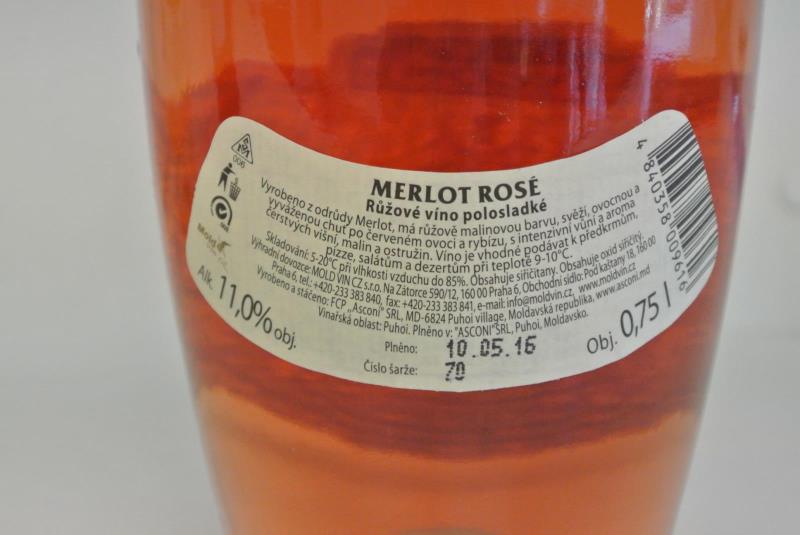 MERLOT ROSÉ
Růžové víno polosladké
Vyrobeno z odrůdy Merlot, má růžově malinovou barvu, svěží, ovocnou a
vyváženou chuť po červeném ovoci a rybízu, s intenzivní vůní a aroma
čerstvých višní, malin a ostružin. Víno je vhodné podávat k předkrmům,
pizze, salátům a dezertům při teplotě 9-10°C.
Skladování: 5-20°C při vlhkosti vzduchu do 85%. Obsahuje siřičitany. Obsahuje oxid siřičitý.
Výhradní dovozce: MOLD VIN CZ s.r.o. Na Zátorce 590/12, 160 00 Praha 6, Obchodní sídlo: Pod kaštany 18, 160 00
Praha 6, tel.: +420-233 383 840, fax: +420-233 383 841, e-mail: info@moldvin.cz, www.moldvin.cz,
Vyrobeno a stáčeno: FCP „Asconi" SRL, MD-6824 Puhoi village, Moldavská republika. www.asconi.md
Vinařská oblast: Puhoi. Plněno v: "ASCONI"SRL, Puhoi, Moldavsko.
Alk. 11,0% obj.
Plněno: 10.05.16
Číslo šarže: 70
Obj. 0,75 l
4 840358 009616
006